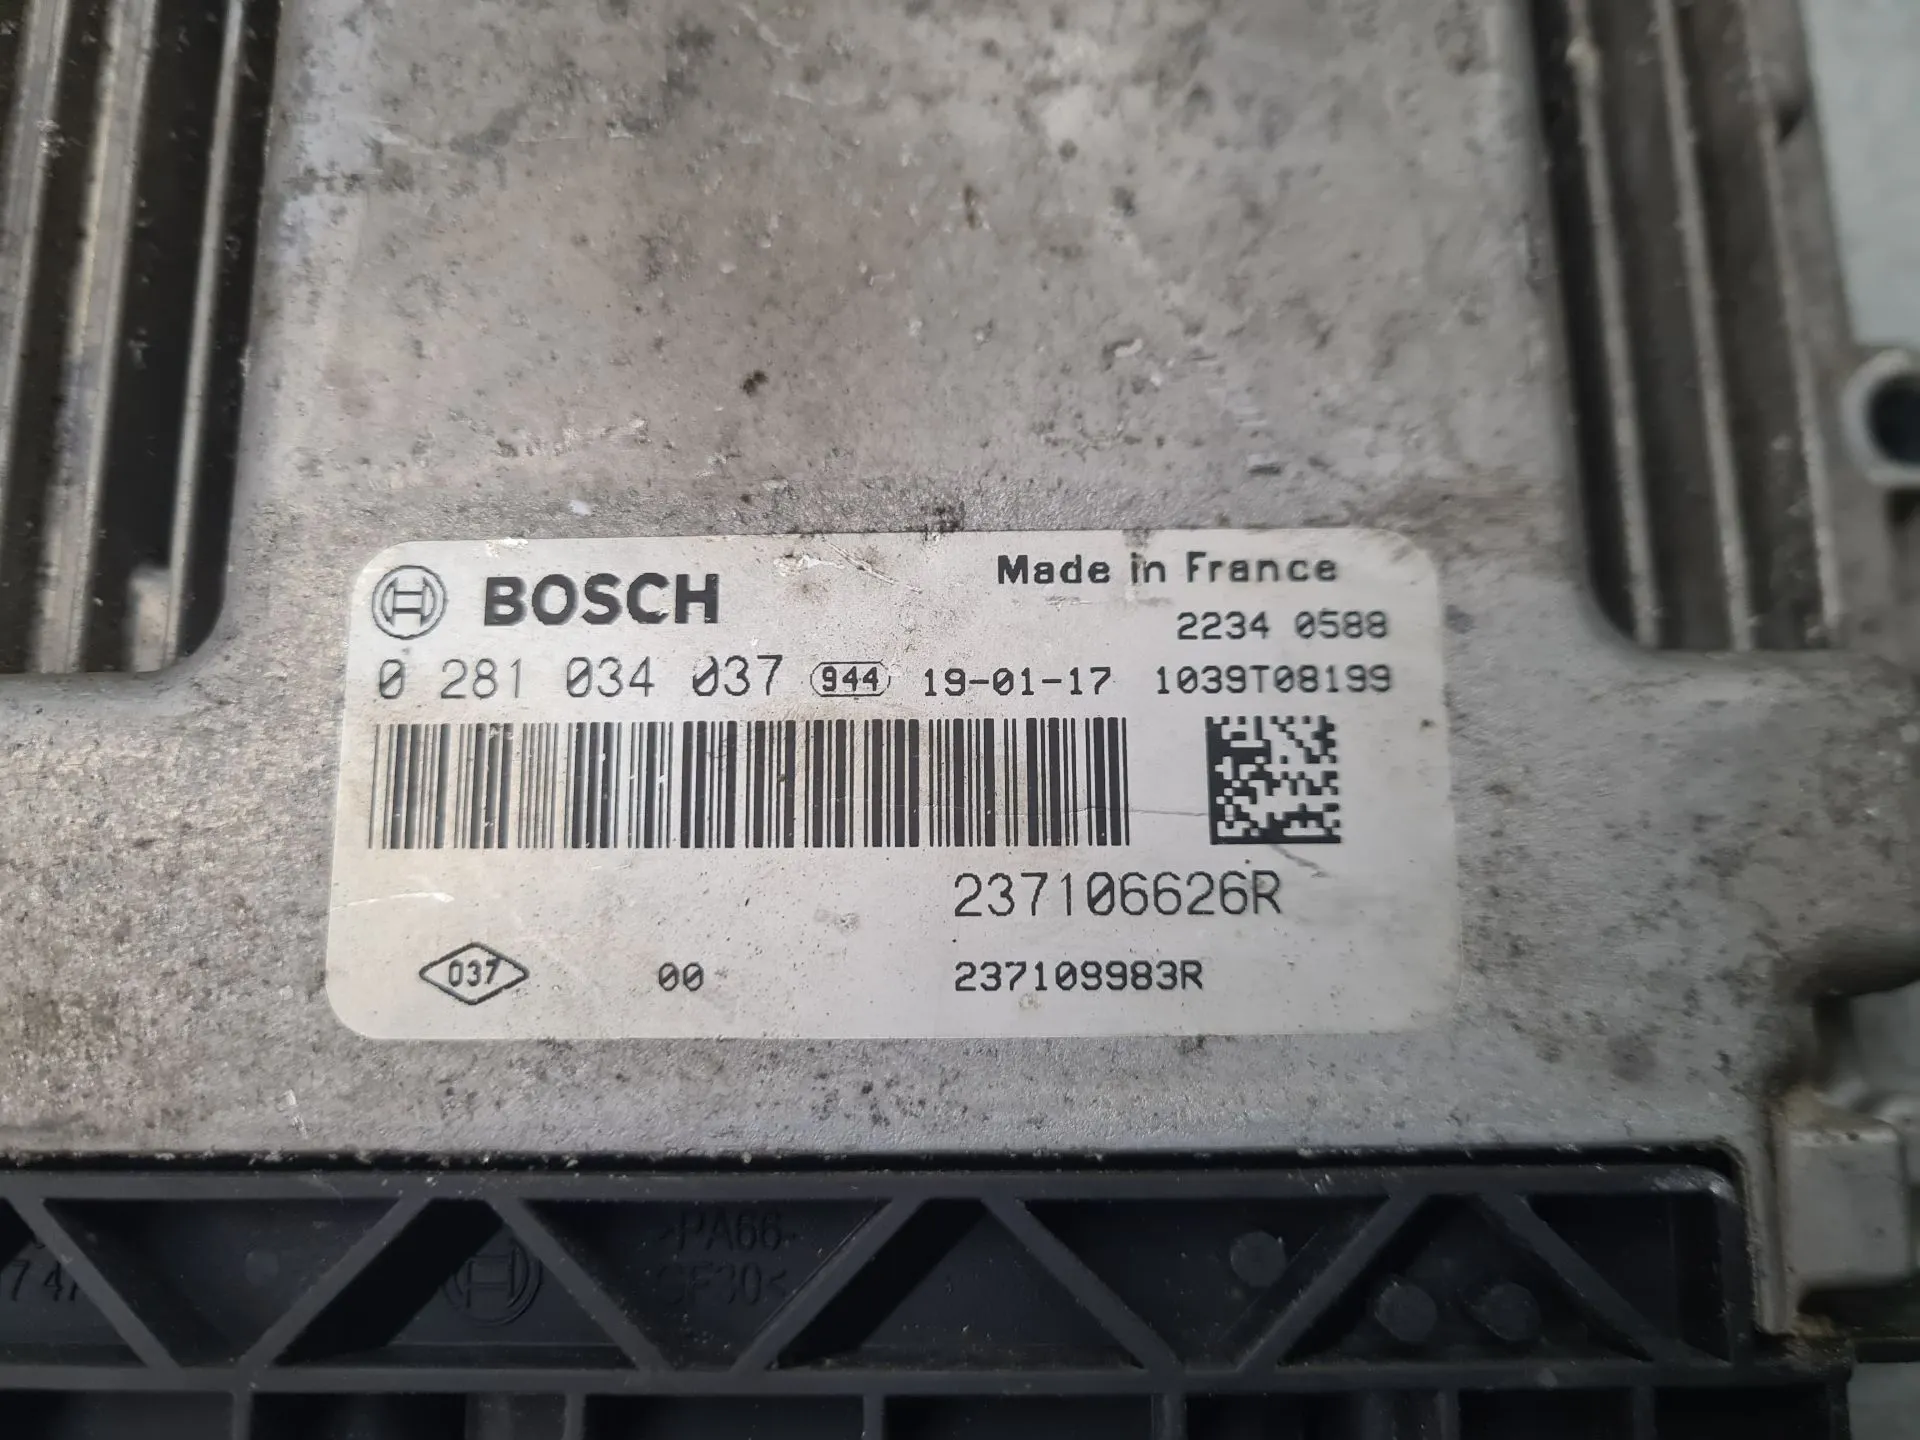 BOSCH
Made in France
2234 0588
0 281 034 037 944 19-01-17 1039T08199
237106626R
037 00 237109983R
>PA66-
GF30<